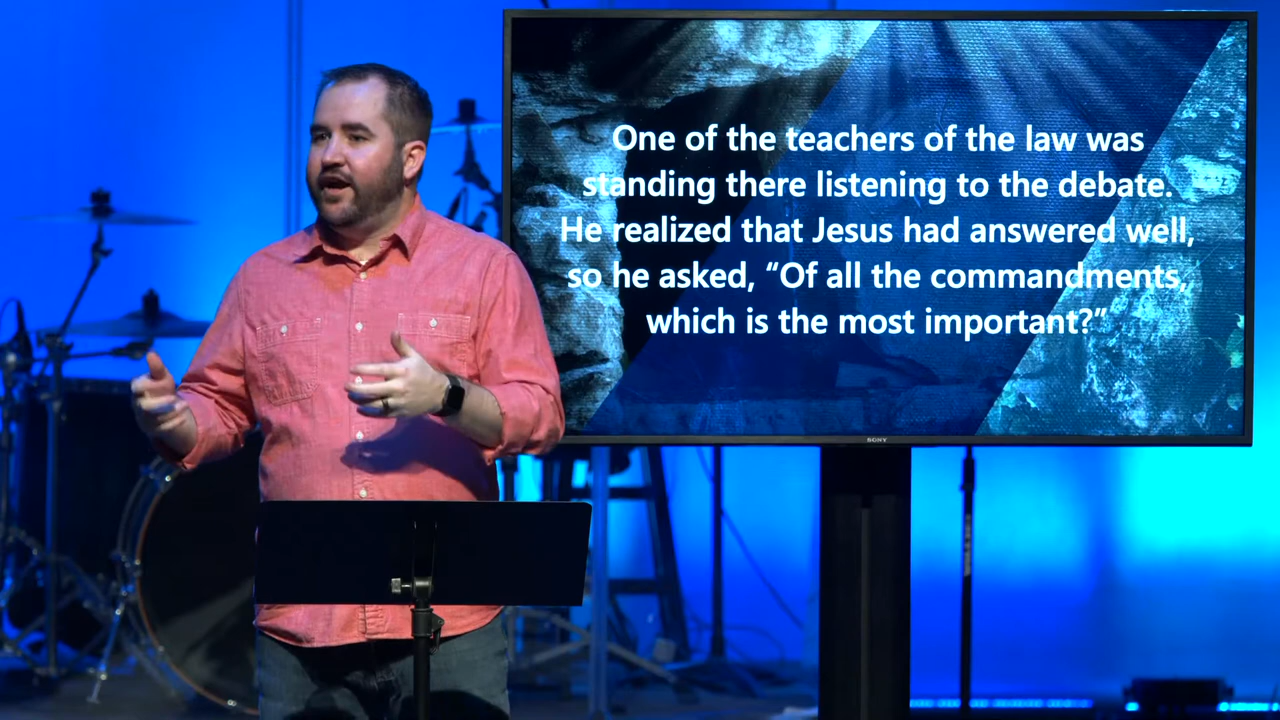 One of the teachers of the law was
standing there listening to the debate.
He realized that Jesus had answered well,
so he asked, “Of all the commandments,
which is the most important?”
SONY